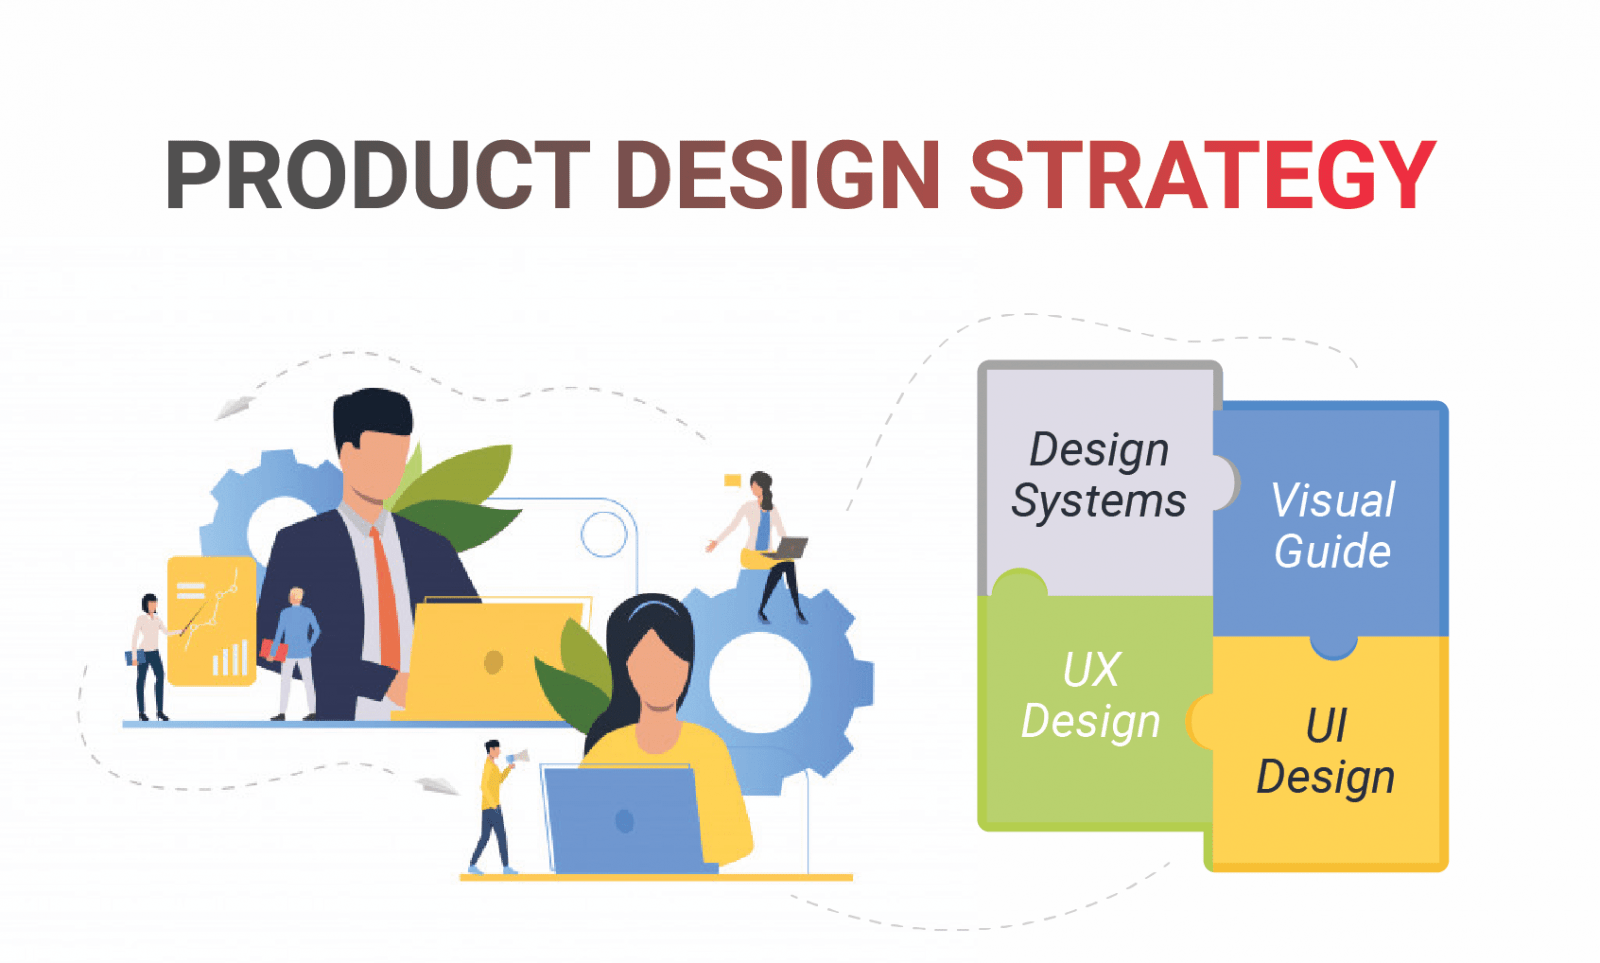 PRODUCT DESIGN STRATEGY
Design
Systems
Visual
Guide
UX
Design
UI
Design